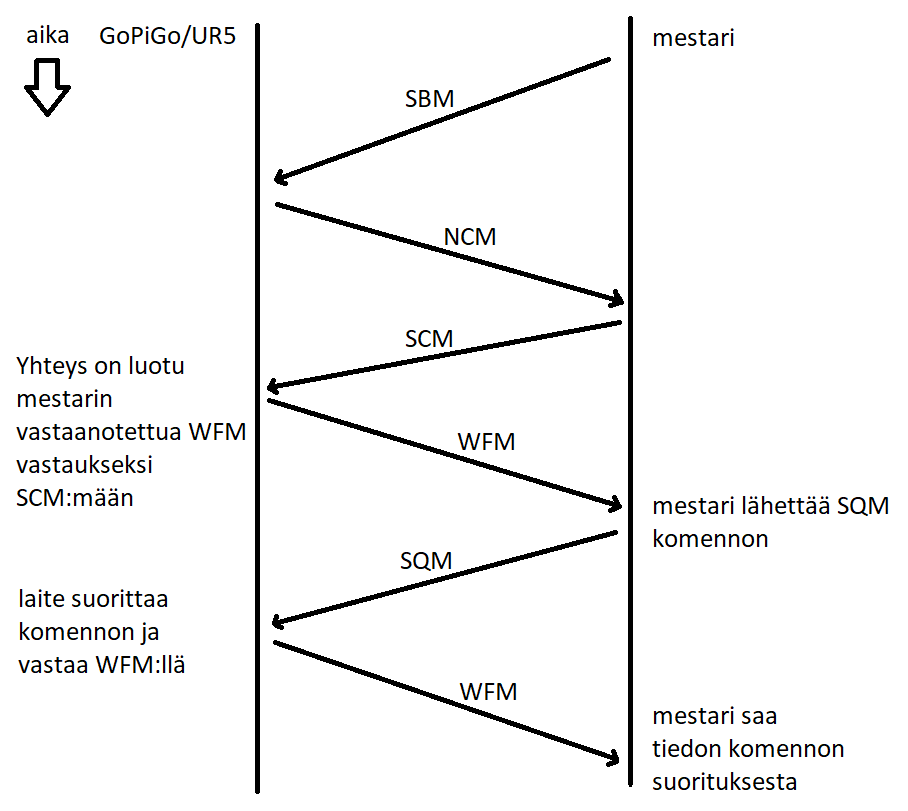 aika
GoPiGo/UR5
mestari
SBM
NCM
SCM
Yhteys on luotu
mestarin
vastaanotettua WFM
vastaukseksi
SCM:mään
WFM
mestari lähettää SQM
komennon
SQM
laite suorittaa
komennon ja
vastaa WFM:llä
WFM
mestari saa
tiedon komennon
suorituksesta